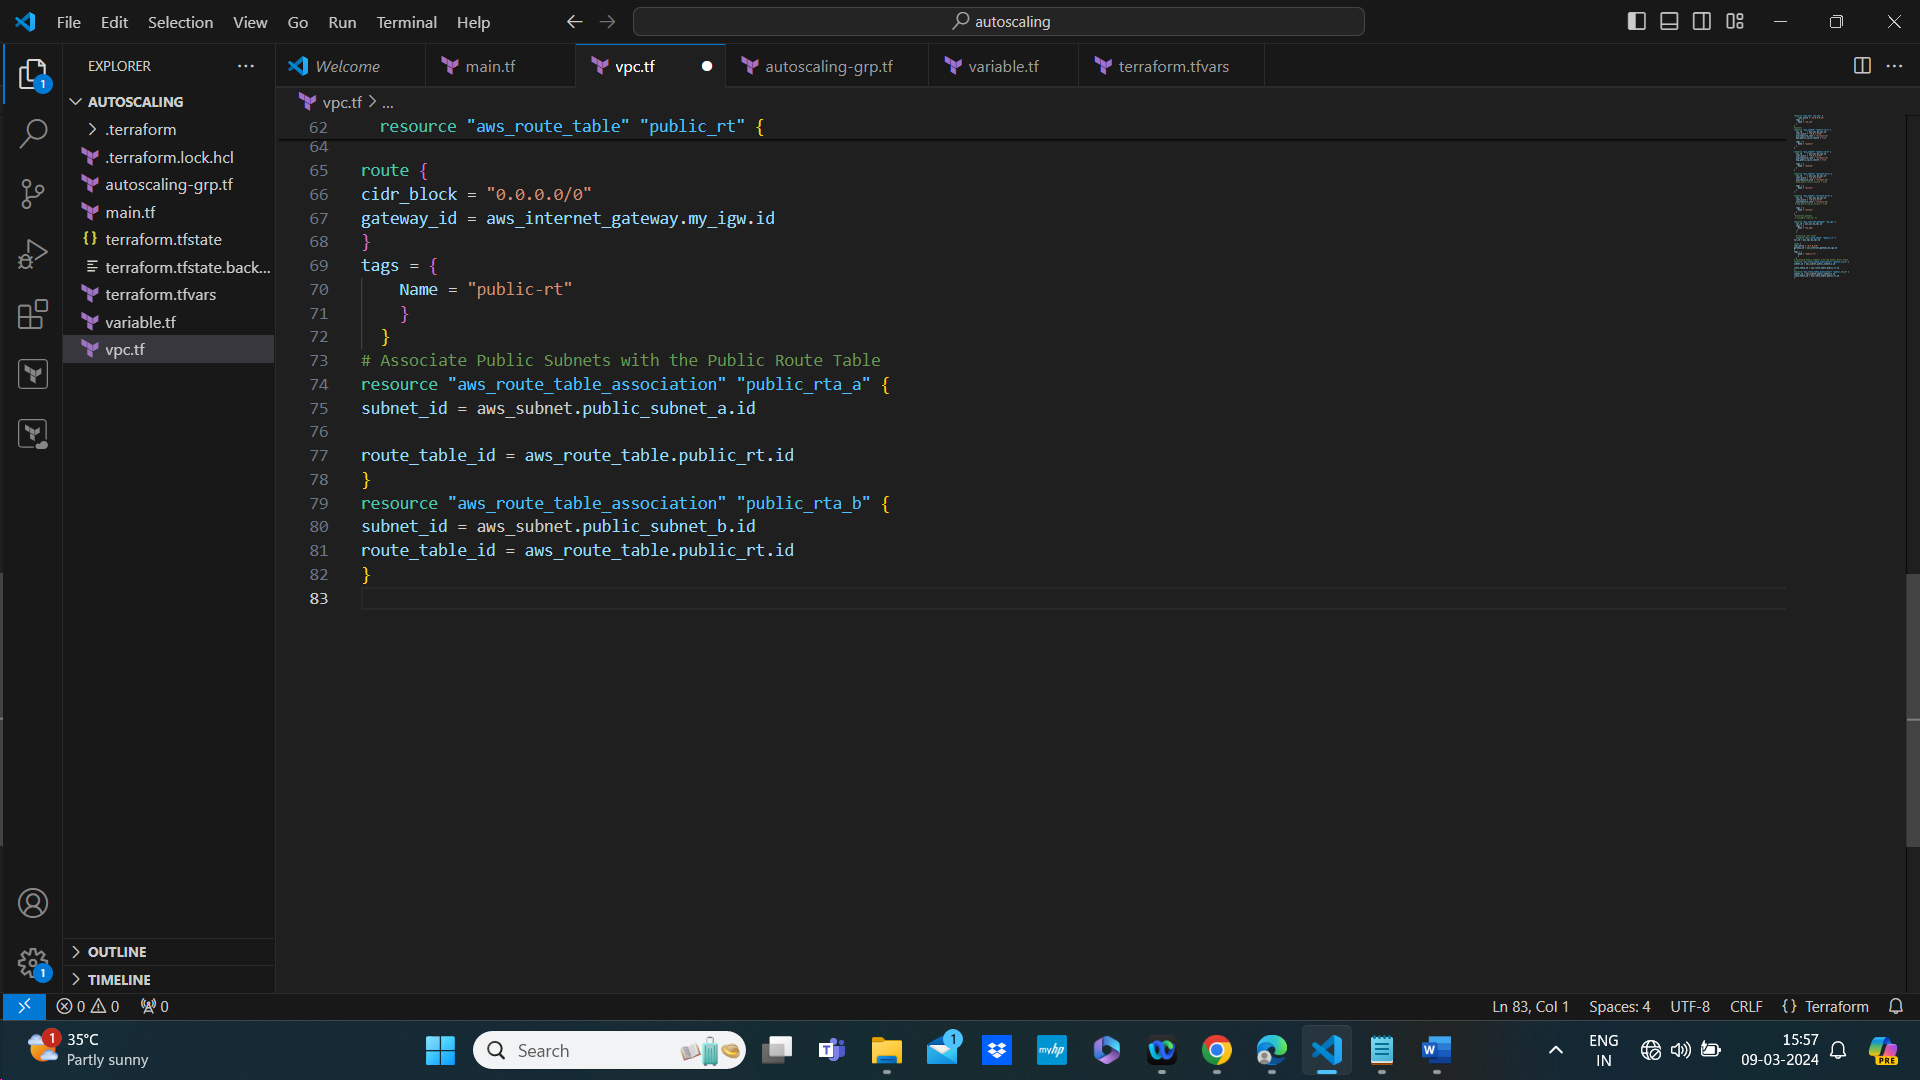 File Edit Selection View Go Run Terminal Help
autoscaling
EXPLORER
Welcome
main.tf
vpc.tf
autoscaling-grp.tf
variable.tf
terraform.tfvars
1
AUTOSCALING
.terraform
.terraform.lock.hcl
autoscaling-grp.tf
main.tf
terraform.tfstate
terraform.tfstate.back...
terraform.tfvars
variable.tf
vpc.tf
vpc.tf > ...
62 resource "aws_route_table" "public_rt" {
64
65 route {
66 cidr_block = "0.0.0.0/0"
67 gateway_id = aws_internet_gateway.my_igw.id
68 }
69 tags = {
70 Name = "public-rt"
71 }
72 }
73 # Associate Public Subnets with the Public Route Table
74 resource "aws_route_table_association" "public_rta_a" {
75 subnet_id = aws_subnet.public_subnet_a.id
76
77 route_table_id = aws_route_table.public_rt.id
78 }
79 resource "aws_route_table_association" "public_rta_b" {
80 subnet_id = aws_subnet.public_subnet_b.id
81 route_table_id = aws_route_table.public_rt.id
82 }
83
OUTLINE
1
TIMELINE
0 0 0
Ln 83, Col 1 Spaces: 4 UTF-8 CRLF {} Terraform
1
35°C
Partly sunny
Search
1
myhp
W
ENG
IN
15:57
09-03-2024
PRE